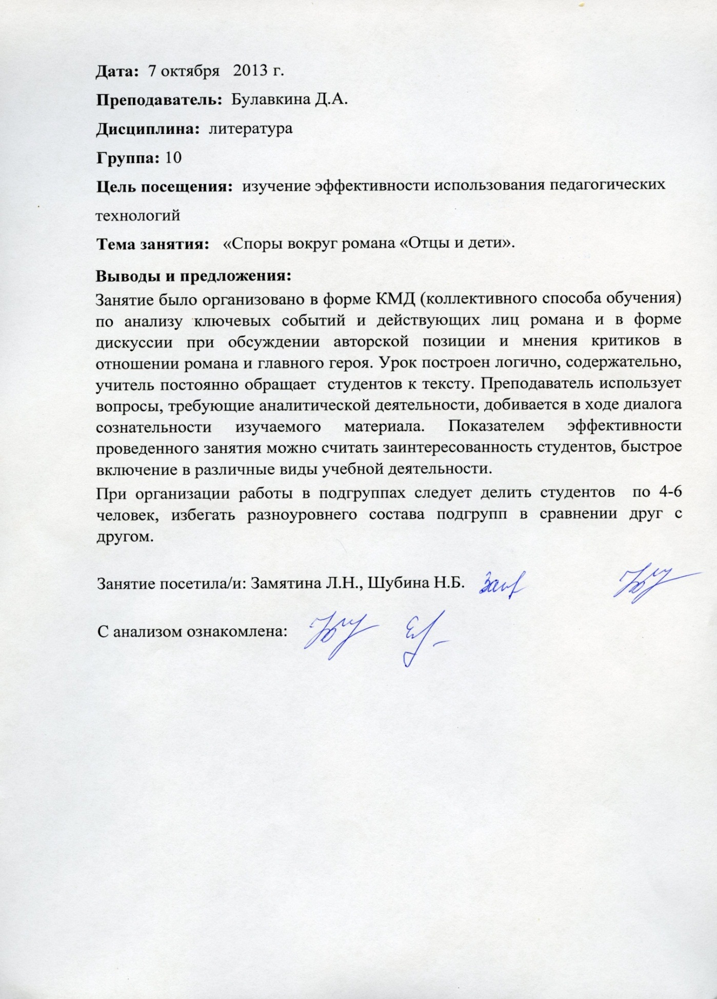 Дата: 7 октября 2013 г.
Преподаватель: Булавкина Д.А.
Дисциплина: литература
Группа: 10
Цель посещения: изучение эффективности использования педагогических
технологий
Тема занятия: «Споры вокруг романа «Отцы и дети».
Выводы и предложения:
Занятие было организовано в форме КМД (коллективного способа обучения)
по анализу ключевых событий и действующих лиц романа и в форме
дискуссии при обсуждении авторской позиции и мнения критиков в
отношении романа и главного героя. Урок построен логично, содержательно,
учитель постоянно обращает студентов к тексту. Преподаватель использует
вопросы, требующие аналитической деятельности, добивается в ходе диалога
сознательности изучаемого материала. Показателем эффективности
проведенного занятия можно считать заинтересованность студентов, быстрое
включение в различные виды учебной деятельности.
При организации работы в подгруппах следует делить студентов по 4-6
человек, избегать разноуровнего состава подгрупп в сравнении друг с
другом.
Занятие посетила/и: Замятина Л.Н., Шубина Н.Б.
С анализом ознакомлена: